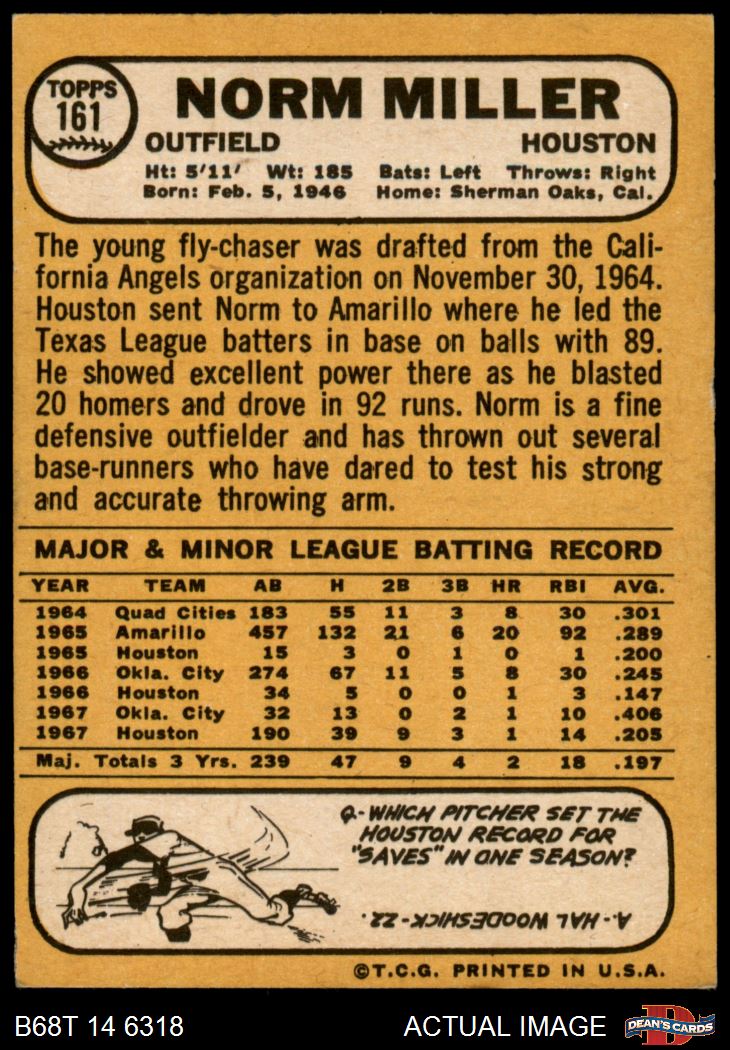 TOPPS
161
NORM MILLER
OUTFIELD HOUSTON
Ht: 5'11' Wt: 185 Bats: Left Throws: Right
Born: Feb. 5, 1946 Home: Sherman Oaks, Cal.
The young fly-chaser was drafted from the Cali-
fornia Angels organization on November 30, 1964.
Houston sent Norm to Amarillo where he led the
Texas League batters in base on balls with 89.
He showed excellent power there as he blasted
20 homers and drove in 92 runs. Norm is a fine
defensive outfielder and has thrown out several
base-runners who have dared to test his strong
and accurate throwing arm.
MAJOR & MINOR LEAGUE BATTING RECORD
YEAR TEAM AB H 2B 3B HR RBI AVG.
1964 Quad Cities 183 55 11 3 8 30 .301
1965 Amarillo 457 132 21 6 20 92 .289
1965 Houston 15 3 0 1 0 1 .200
1966 Okla. City 274 67 11 5 8 30 .245
1966 Houston 34 5 0 0 1 3 .147
1967 Okla. City 32 13 0 2 1 10 .406
1967 Houston 190 39 9 3 1 14 .205
Maj. Totals 3 Yrs. 239 47 9 4 2 18 .197
Q-WHICH PITCHER SET THE
HOUSTON RECORD FOR
"SAVES" IN ONE SEASON?
A.-HAL WOODESHICK-22.
©T.C.G. PRINTED IN U.S.A.
B68T 14 6318 ACTUAL IMAGE D DEAN'S CARDS